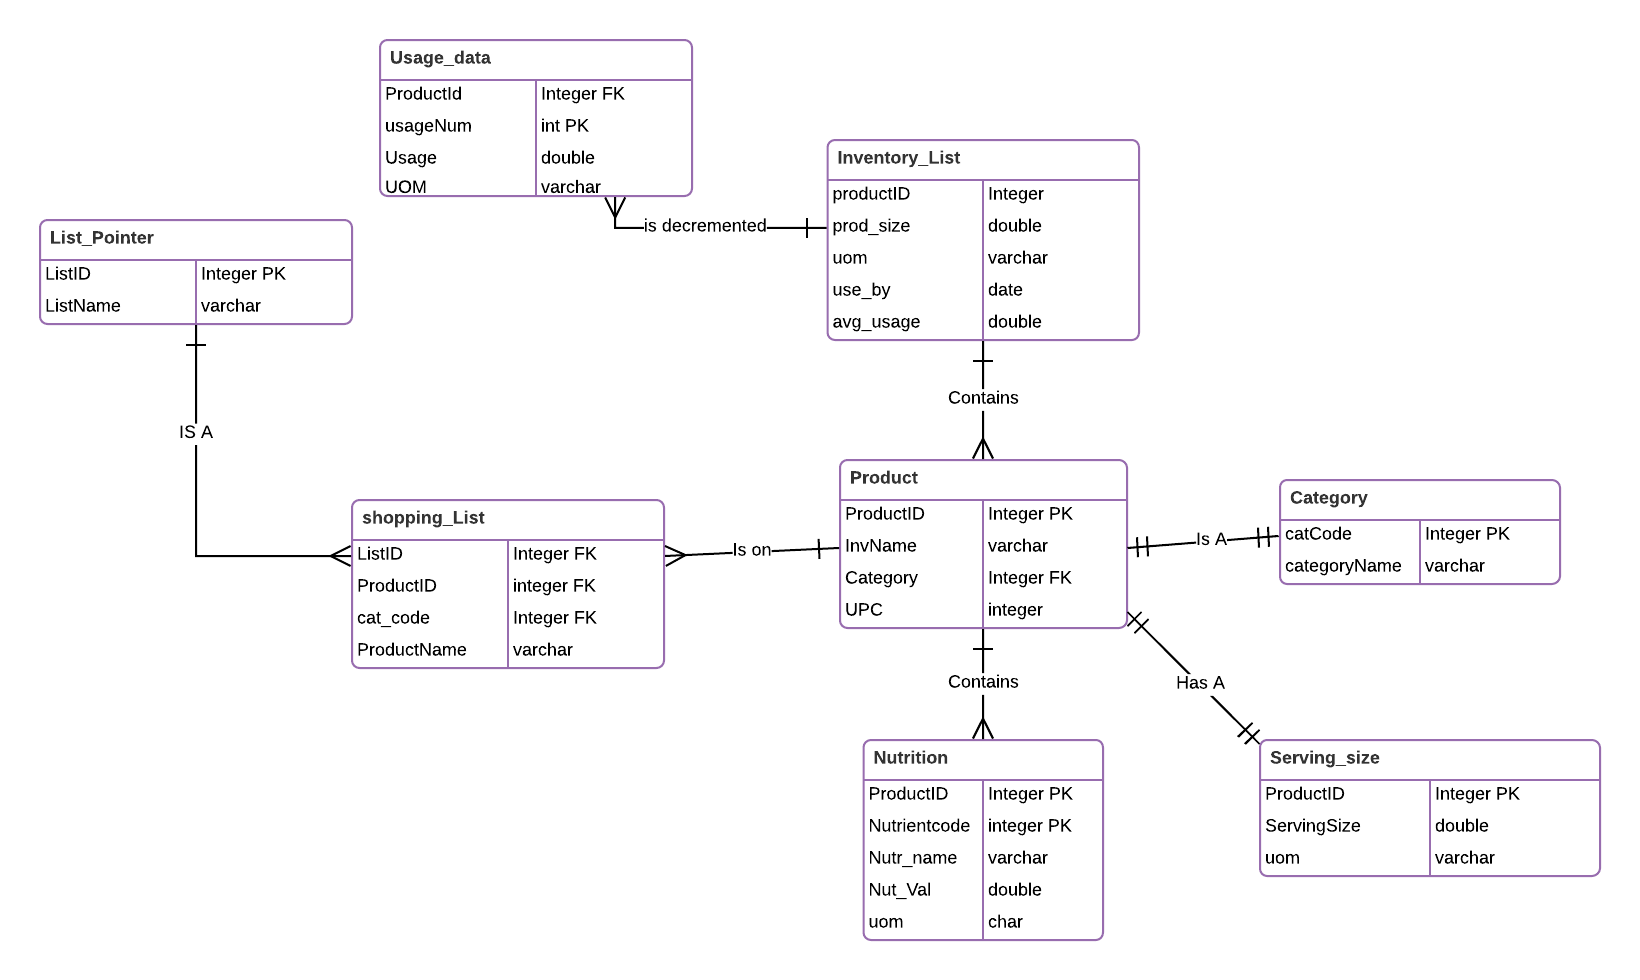 Usage_data
ProductId Integer FK
usageNum int PK
Usage double
UOM varchar
Inventory_List
productID Integer
prod_size double
uom varchar
use_by date
avg_usage double
is decremented
List_Pointer
ListID Integer PK
ListName varchar
IS A
Contains
shopping_List
ListID Integer FK
ProductID integer FK
cat_code Integer FK
ProductName varchar
Is on
Product
ProductID Integer PK
InvName varchar
Category Integer FK
UPC integer
Is A
Category
catCode Integer PK
categoryName varchar
Contains
Has A
Nutrition
ProductID Integer PK
Nutrientcode integer PK
Nutr_name varchar
Nut_Val double
uom char
Serving_size
ProductID Integer PK
ServingSize double
uom varchar